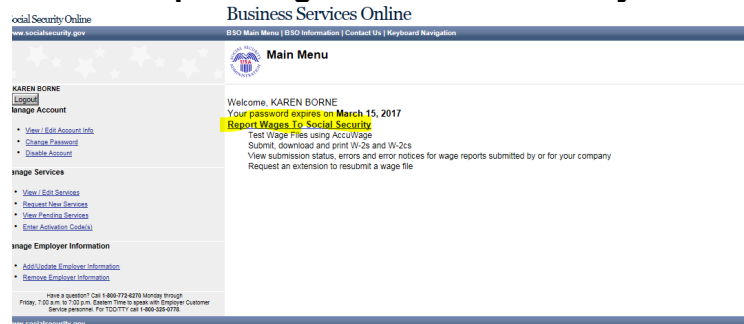 ocial Security Online
Business Services Online
ww.socialsecurity.gov
BSO Main Menu | BSO Information | Contact Us | Keyboard Navigation
SOCIAL SECURITY
USA
ADMINISTRATION
Main Menu
KAREN BORNE
Logout
anage Account
• View / Edit Account Info
• Change Password
• Disable Account
anage Services
• View / Edit Services
• Request New Services
• View Pending Services
• Enter Activation Code(s)
anage Employer Information
• Add/Update Employer Information
• Remove Employer Information
Have a question? Call 1-800-772-6270 Monday through
Friday, 7:00 a.m. to 7:00 p.m. Eastern Time to speak with Employer Customer
Service personnel. For TDD/TTY call 1-800-325-0778.
Welcome, KAREN BORNE
Your password expires on March 15, 2017
Report Wages To Social Security
Test Wage Files using AccuWage
Submit, download and print W-2s and W-2cs
View submission status, errors and error notices for wage reports submitted by or for your company
Request an extension to resubmit a wage file